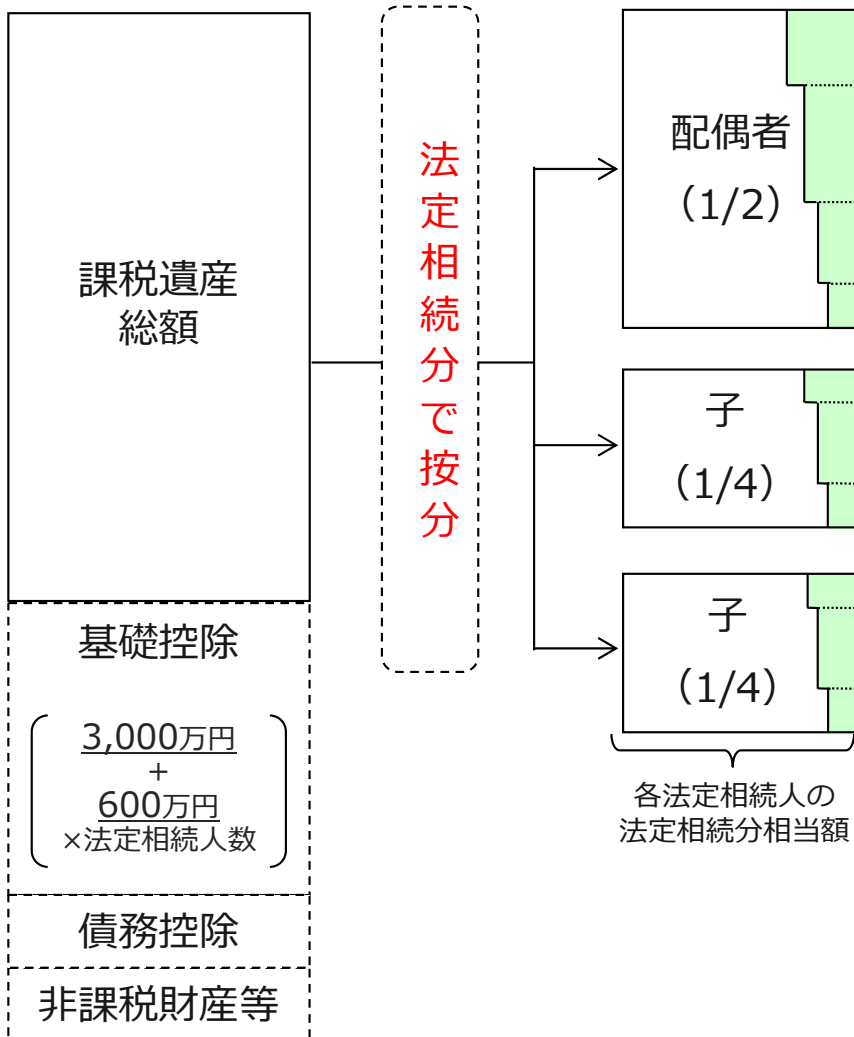 課税遺産
総額
基礎控除
3,000万円
+
600万円
×法定相続人数
債務控除
非課税財産等
法定相続分で按分
配偶者
（1/2）
子
（1/4）
子
（1/4）
各法定相続人の
法定相続分相当額